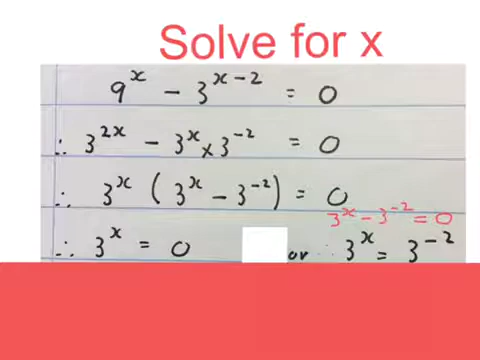 Solve for x
9^x − 3^(x−2) = 0
∴ 3^(2x) − 3^x × 3^(−2) = 0
∴ 3^x (3^x − 3^(−2)) = 0
3^x − 3^(−2) = 0
∴ 3^x = 0 or ∴ 3^x = 3^(−2)